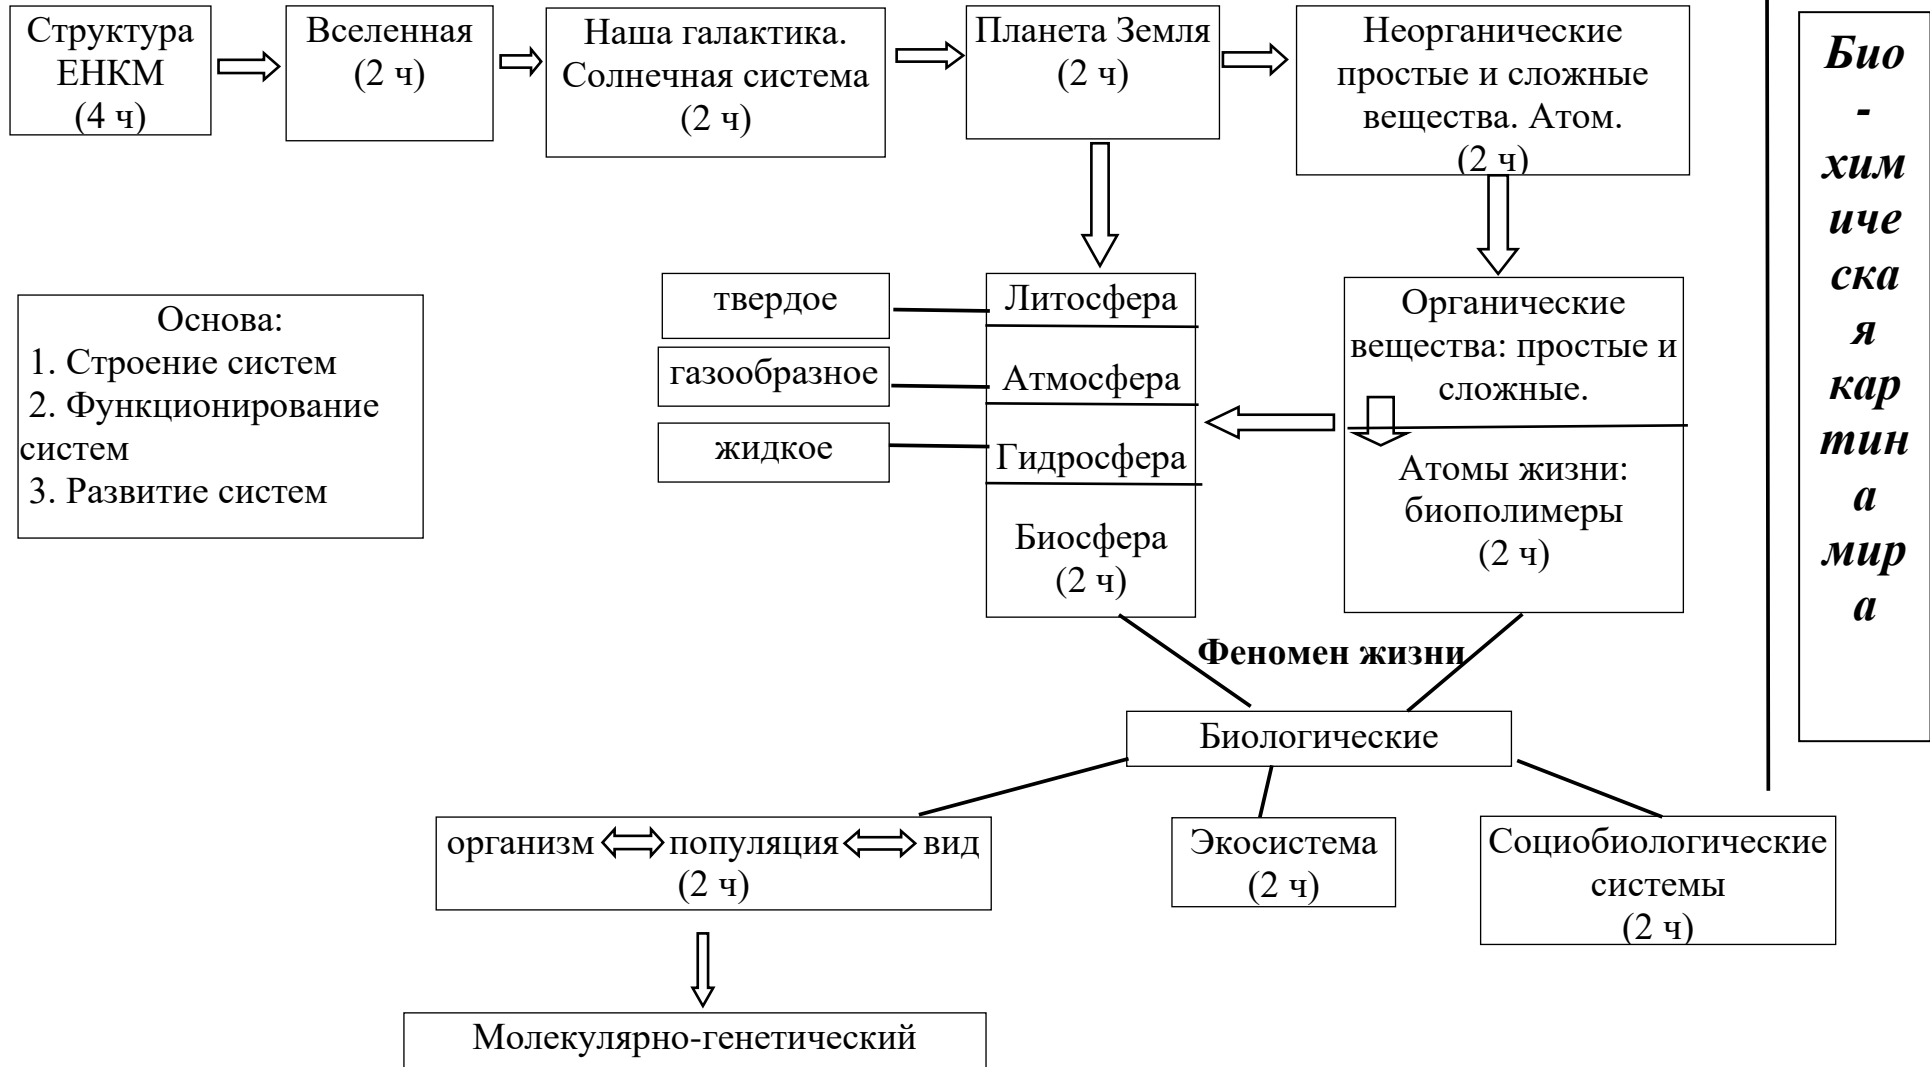 Структура
ЕНКМ
(4 ч)
Вселенная
(2 ч)
Наша галактика.
Солнечная система
(2 ч)
Планета Земля
(2 ч)
Неорганические
простые и сложные
вещества. Атом.
(2 ч)
Био
-
хим
иче
ска
я
кар
тин
а
мир
а
Основа:
1. Строение систем
2. Функционирование
систем
3. Развитие систем
твердое
газообразное
жидкое
Литосфера
Атмосфера
Гидросфера
Биосфера
(2 ч)
Органические
вещества: простые и
сложные.
Атомы жизни:
биополимеры
(2 ч)
Феномен жизни
Биологические
организм популяция вид
(2 ч)
Экосистема
(2 ч)
Социобиологические
системы
(2 ч)
Молекулярно-генетический